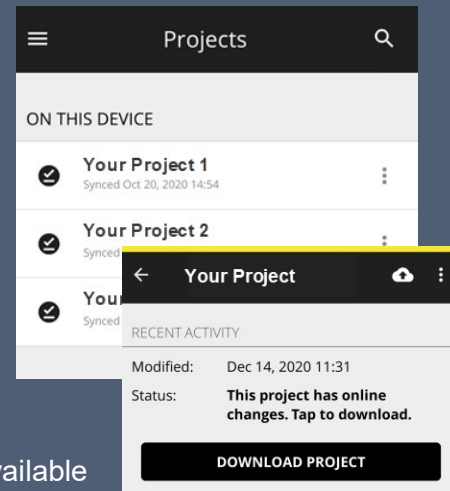 Projects
ON THIS DEVICE
Your Project 1
Synced Oct 20, 2020 14:54
Your Project 2
Synced
Synced
Your Project
RECENT ACTIVITY
Modified: Dec 14, 2020 11:31
Status: This project has online
changes. Tap to download.
DOWNLOAD PROJECT